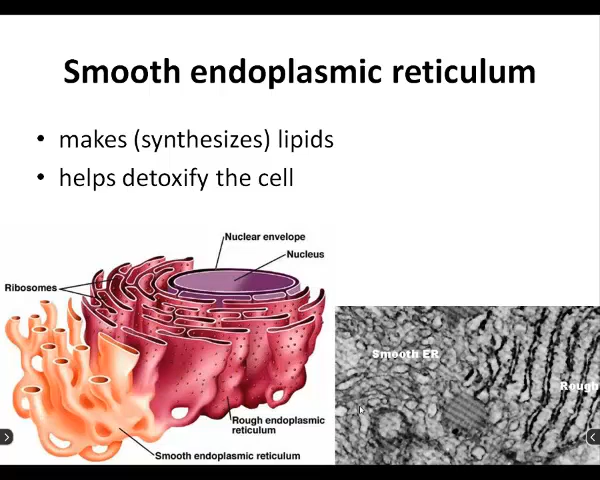 Smooth endoplasmic reticulum
• makes (synthesizes) lipids
• helps detoxify the cell
Nuclear envelope
Nucleus
Ribosomes
Smooth ER
Rough
Rough endoplasmic
reticulum
Smooth endoplasmic reticulum